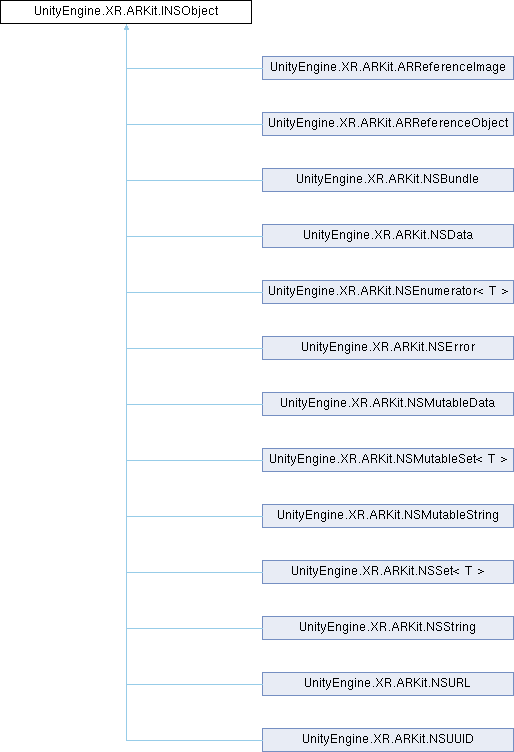 UnityEngine.XR.ARKit.INSObject
UnityEngine.XR.ARKit.ARReferenceImage
UnityEngine.XR.ARKit.ARReferenceObject
UnityEngine.XR.ARKit.NSBundle
UnityEngine.XR.ARKit.NSData
UnityEngine.XR.ARKit.NSEnumerator< T >
UnityEngine.XR.ARKit.NSError
UnityEngine.XR.ARKit.NSMutableData
UnityEngine.XR.ARKit.NSMutableSet< T >
UnityEngine.XR.ARKit.NSMutableString
UnityEngine.XR.ARKit.NSSet< T >
UnityEngine.XR.ARKit.NSString
UnityEngine.XR.ARKit.NSURL
UnityEngine.XR.ARKit.NSUUID